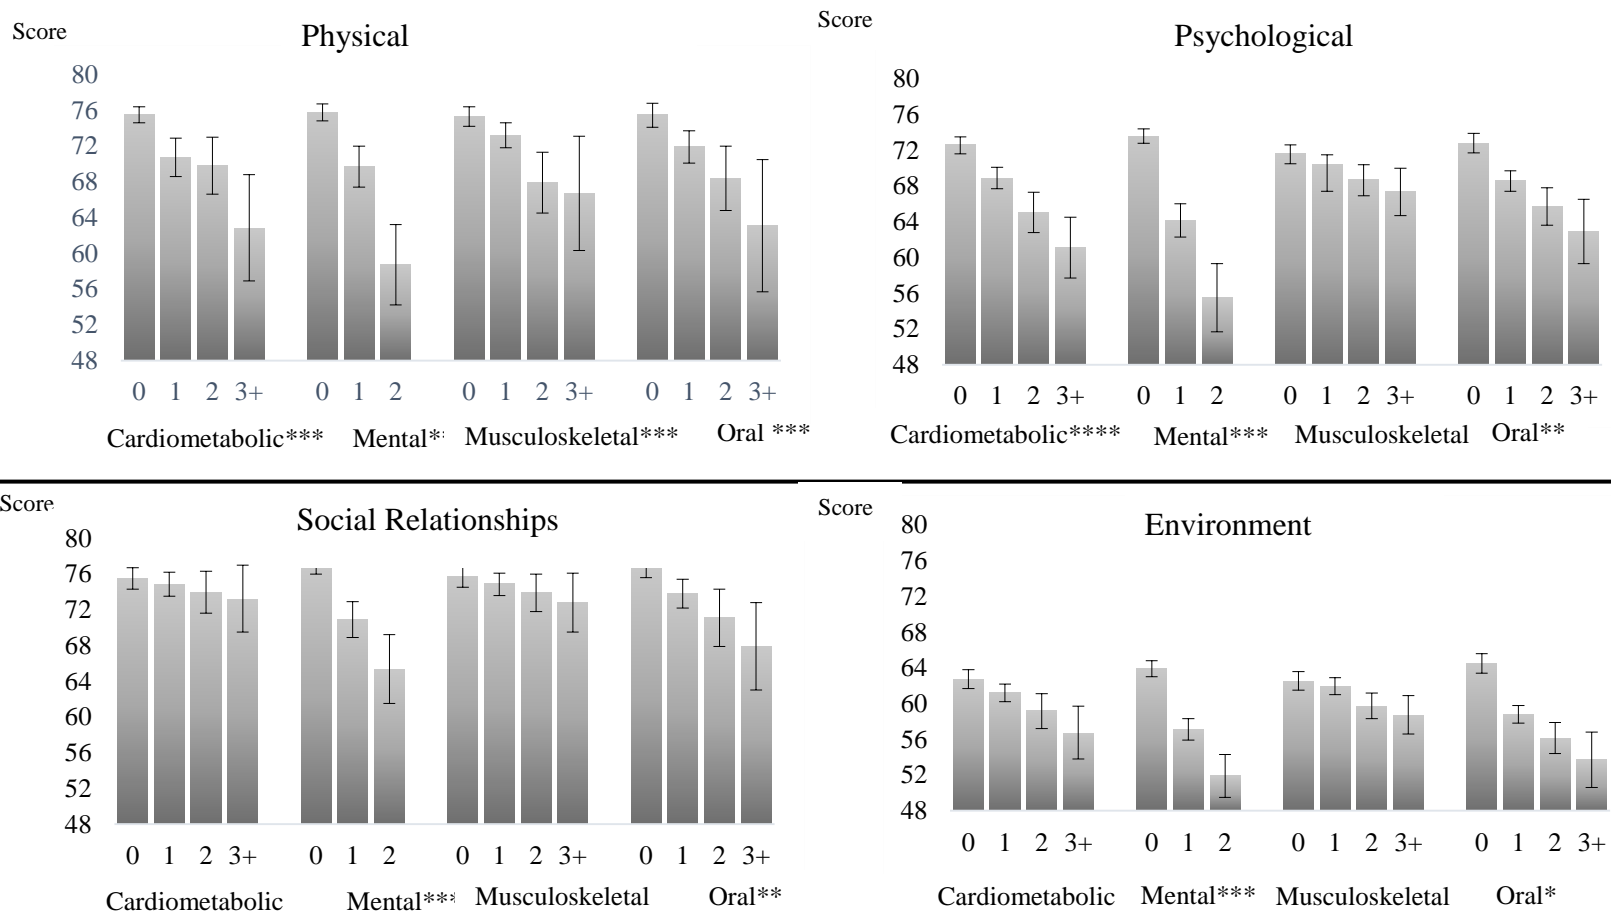 Score
Physical
80
76
72
68
64
60
56
52
48
0 1 2 3+ 0 1 2 0 1 2 3+ 0 1 2 3+
Cardiometabolic*** Mental** Musculoskeletal*** Oral ***
Score
Psychological
80
76
72
68
64
60
56
52
48
0 1 2 3+ 0 1 2 0 1 2 3+ 0 1 2 3+
Cardiometabolic**** Mental*** Musculoskeletal Oral**
Score
Social Relationships
80
76
72
68
64
60
56
52
48
0 1 2 3+ 0 1 2 0 1 2 3+ 0 1 2 3+
Cardiometabolic Mental*** Musculoskeletal Oral**
Score
Environment
80
76
72
68
64
60
56
52
48
0 1 2 3+ 0 1 2 0 1 2 3+ 0 1 2 3+
Cardiometabolic Mental*** Musculoskeletal Oral*